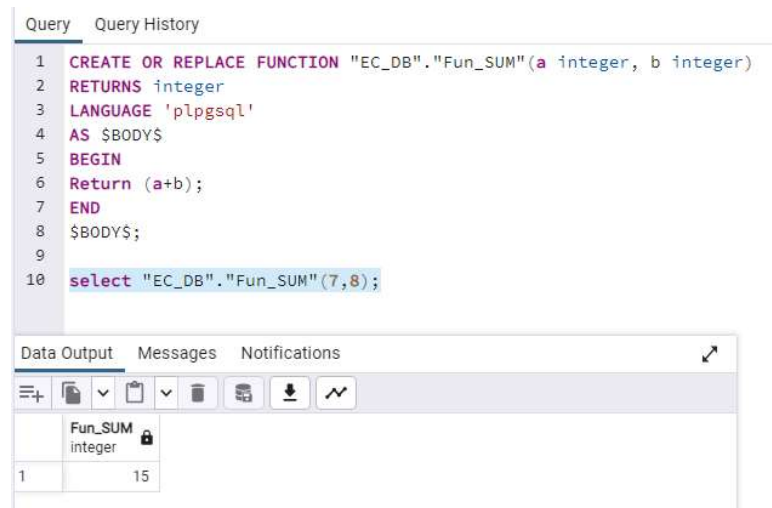 Query Query History
1 CREATE OR REPLACE FUNCTION "EC_DB"."Fun_SUM"(a integer, b integer)
2 RETURNS integer
3 LANGUAGE 'plpgsql'
4 AS $BODY$
5 BEGIN
6 Return (a+b);
7 END
8 $BODY$;
9
10 select "EC_DB"."Fun_SUM"(7,8);
Data Output Messages Notifications
Fun_SUM
integer
1 15